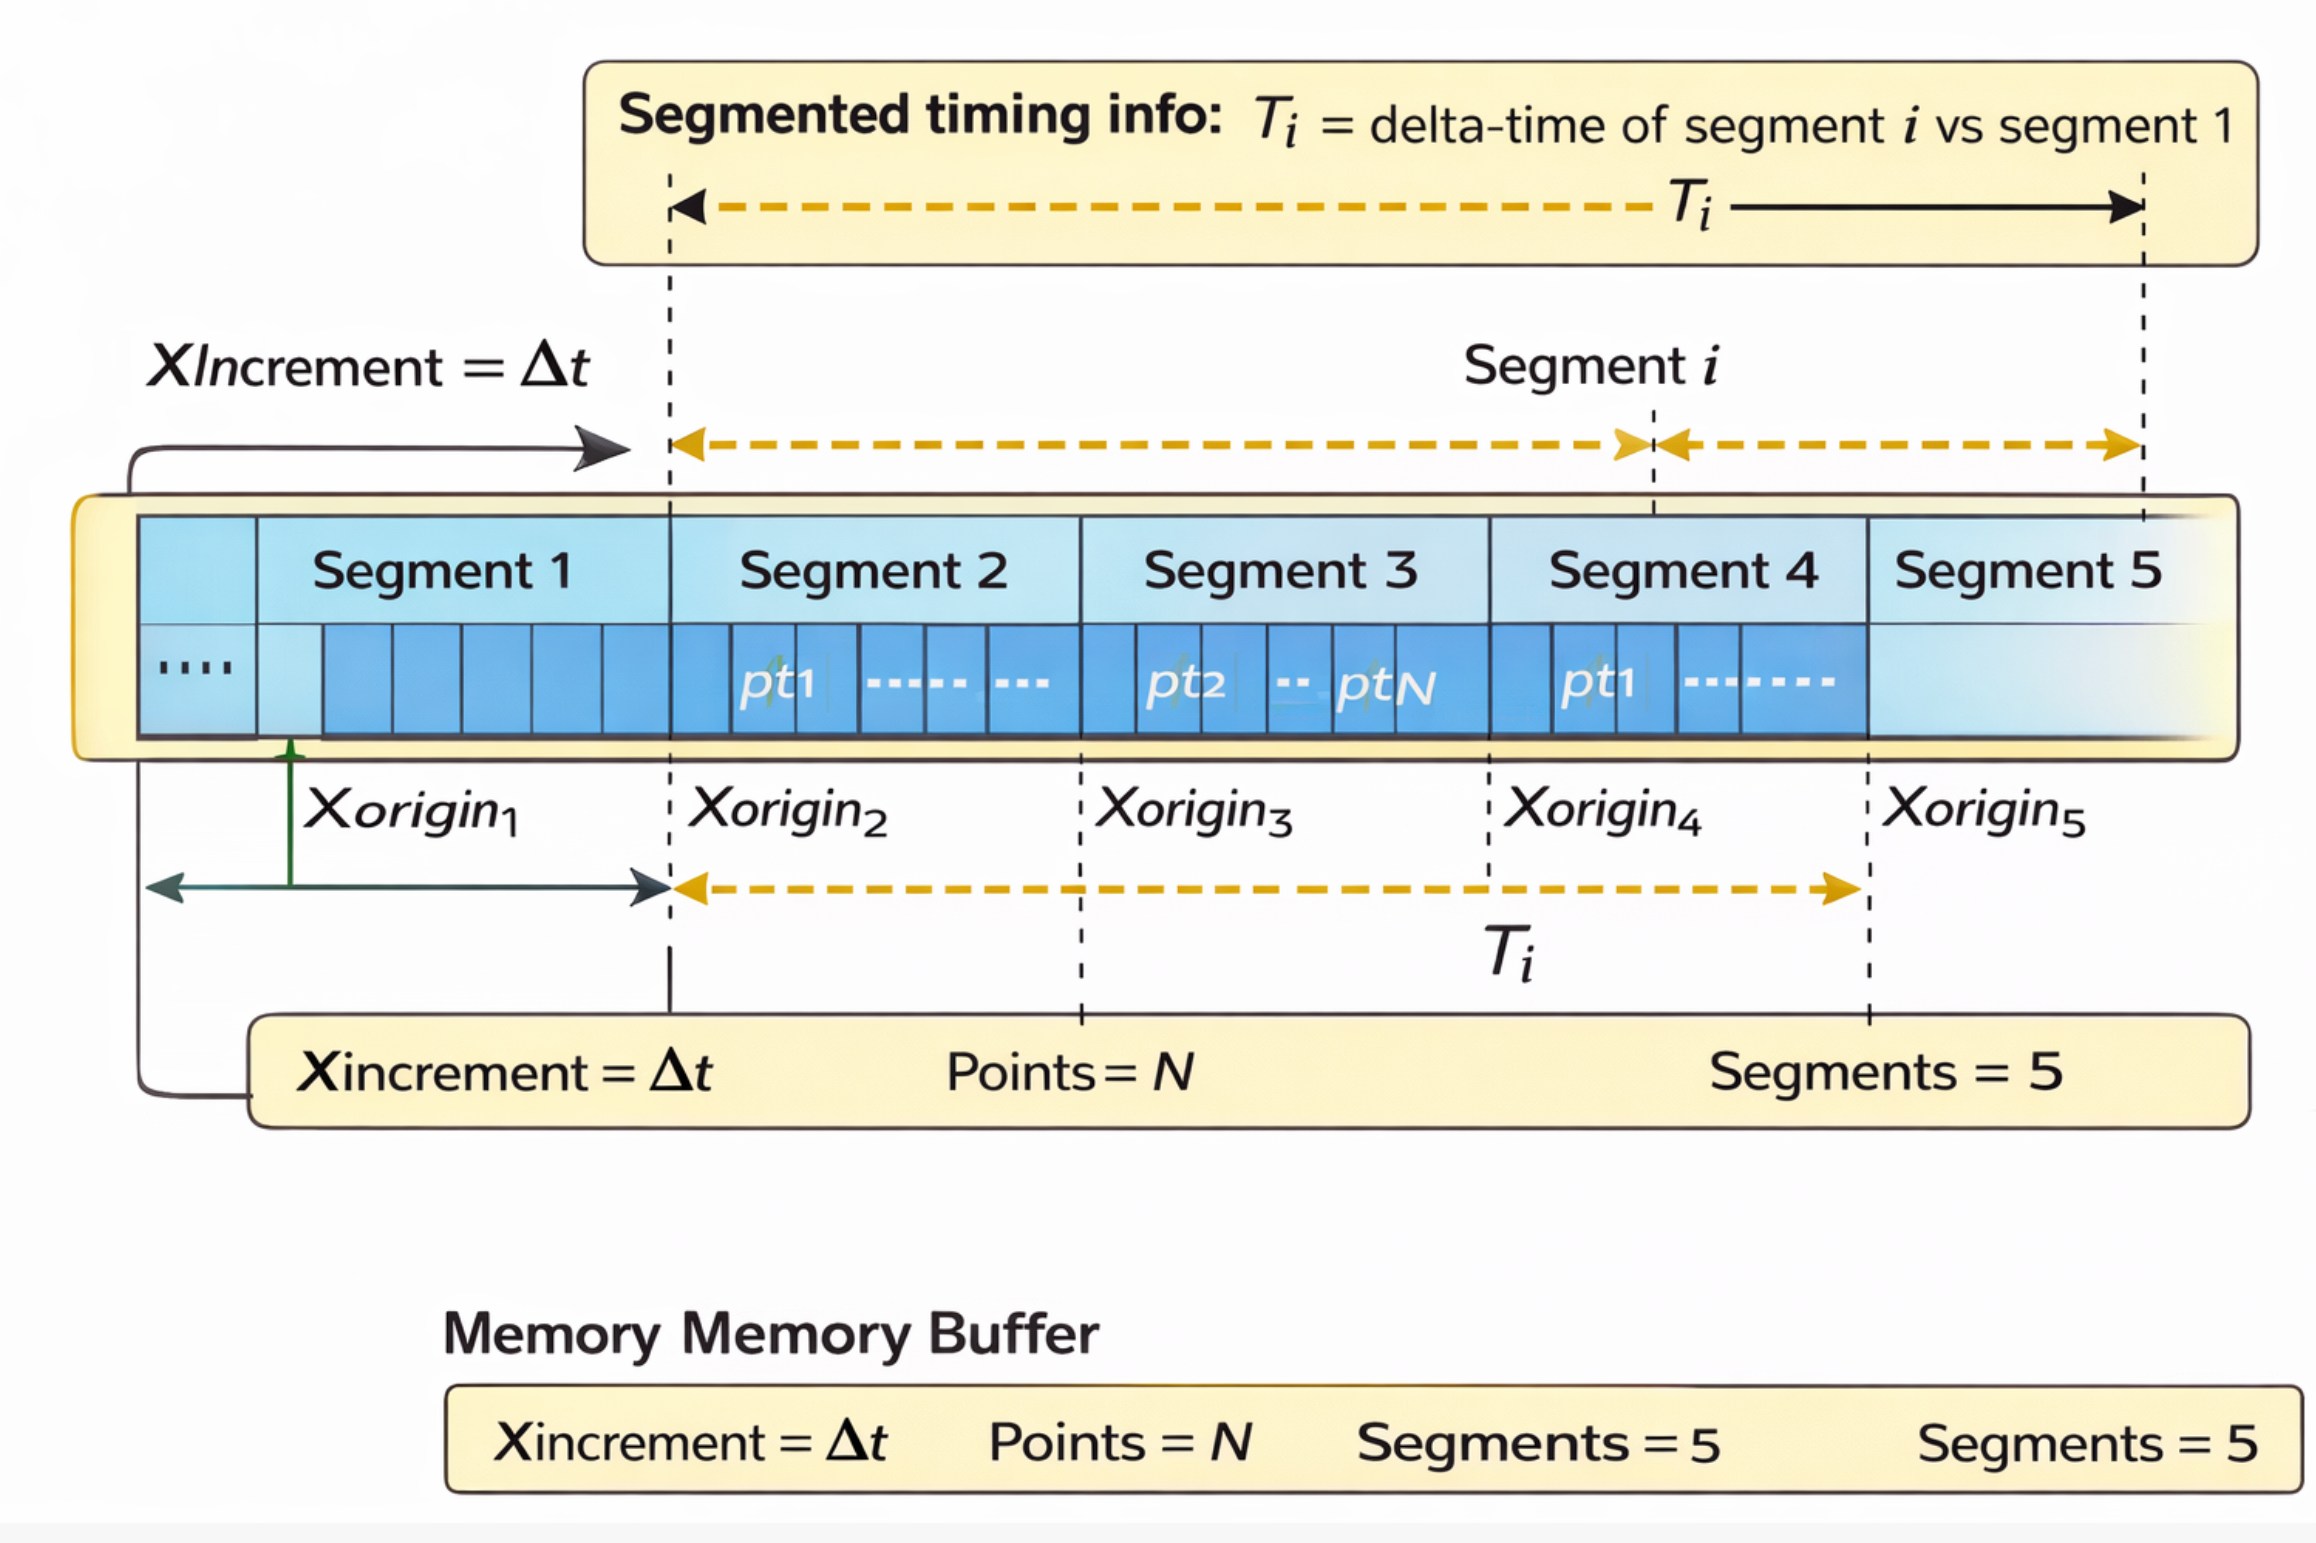 Segmented timing info: Ti = delta-time of segment i vs segment 1
Ti
XIncrement = Δt
Segment i
Segment 1 Segment 2 Segment 3 Segment 4 Segment 5
.... pt1 ..... ... pt2 .. ptN pt1 .......
Xorigin1 Xorigin2 Xorigin3 Xorigin4 Xorigin5
Ti
Xincrement = Δt Points = N Segments = 5
Memory Memory Buffer
Xincrement = Δt Points = N Segments = 5 Segments = 5